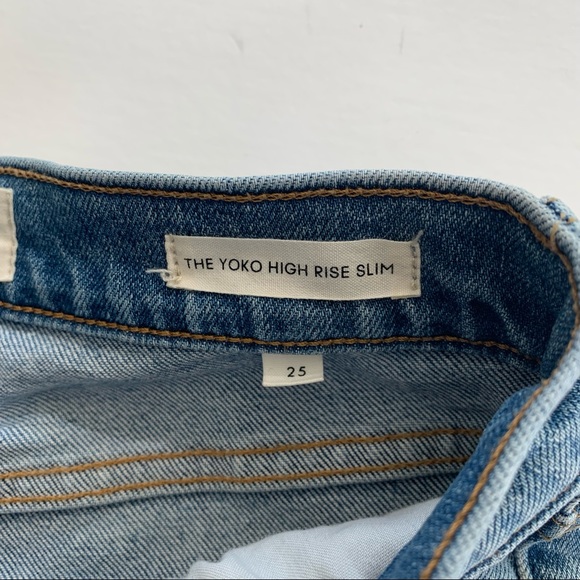 THE YOKO HIGH RISE SLIM
25